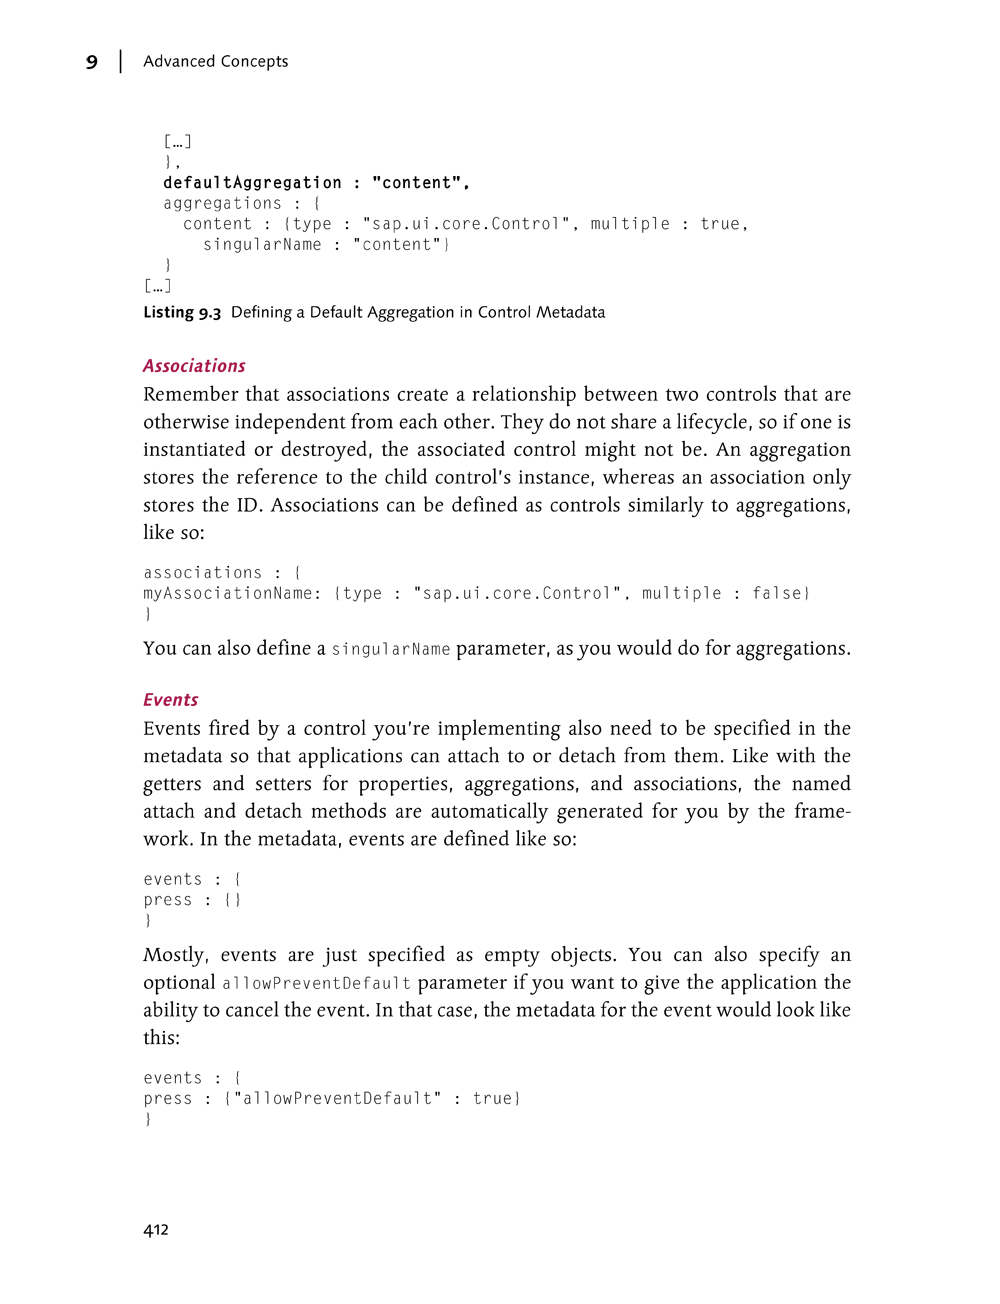 9 | Advanced Concepts
[…]
},
defaultAggregation : "content",
aggregations : {
content : {type : "sap.ui.core.Control", multiple : true,
singularName : "content"}
}
[…]
Listing 9.3 Defining a Default Aggregation in Control Metadata
Associations
Remember that associations create a relationship between two controls that are
otherwise independent from each other. They do not share a lifecycle, so if one is
instantiated or destroyed, the associated control might not be. An aggregation
stores the reference to the child control's instance, whereas an association only
stores the ID. Associations can be defined as controls similarly to aggregations,
like so:
associations : {
myAssociationName: {type : "sap.ui.core.Control", multiple : false}
}
You can also define a singularName parameter, as you would do for aggregations.
Events
Events fired by a control you're implementing also need to be specified in the
metadata so that applications can attach to or detach from them. Like with the
getters and setters for properties, aggregations, and associations, the named
attach and detach methods are automatically generated for you by the frame-
work. In the metadata, events are defined like so:
events : {
press : {}
}
Mostly, events are just specified as empty objects. You can also specify an
optional allowPreventDefault parameter if you want to give the application the
ability to cancel the event. In that case, the metadata for the event would look like
this:
events : {
press : {"allowPreventDefault" : true}
}
412